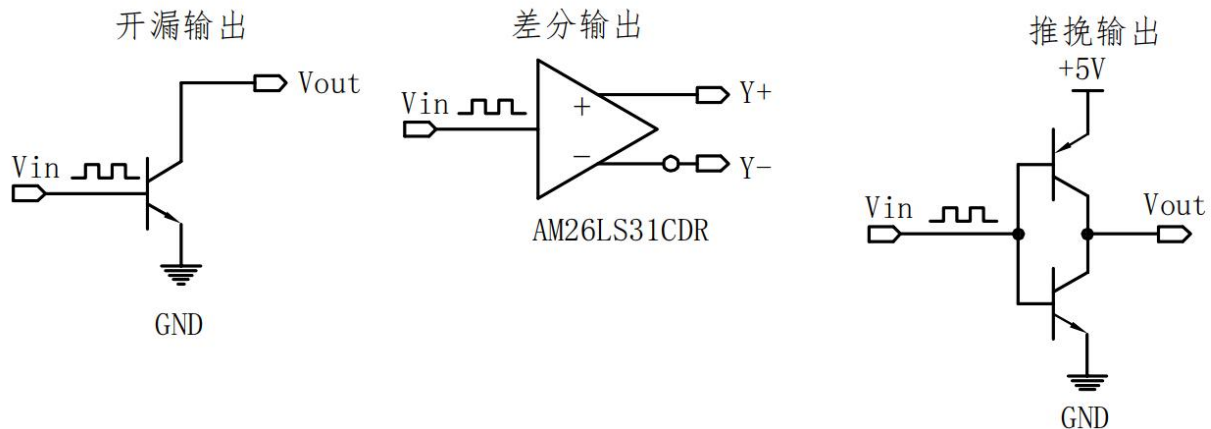 开漏输出
Vout
Vin
GND
差分输出
Vin
+
Y+
−
Y-
AM26LS31CDR
推挽输出
+5V
Vin
Vout
GND